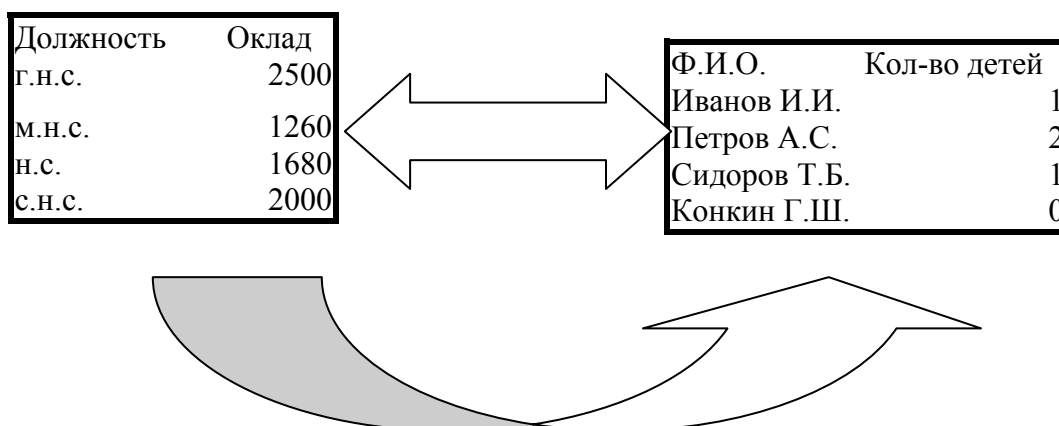 Должность Оклад
г.н.с. 2500
м.н.с. 1260
н.с. 1680
с.н.с. 2000
Ф.И.О. Кол-во детей
Иванов И.И. 1
Петров А.С. 2
Сидоров Т.Б. 1
Конкин Г.Ш. 0